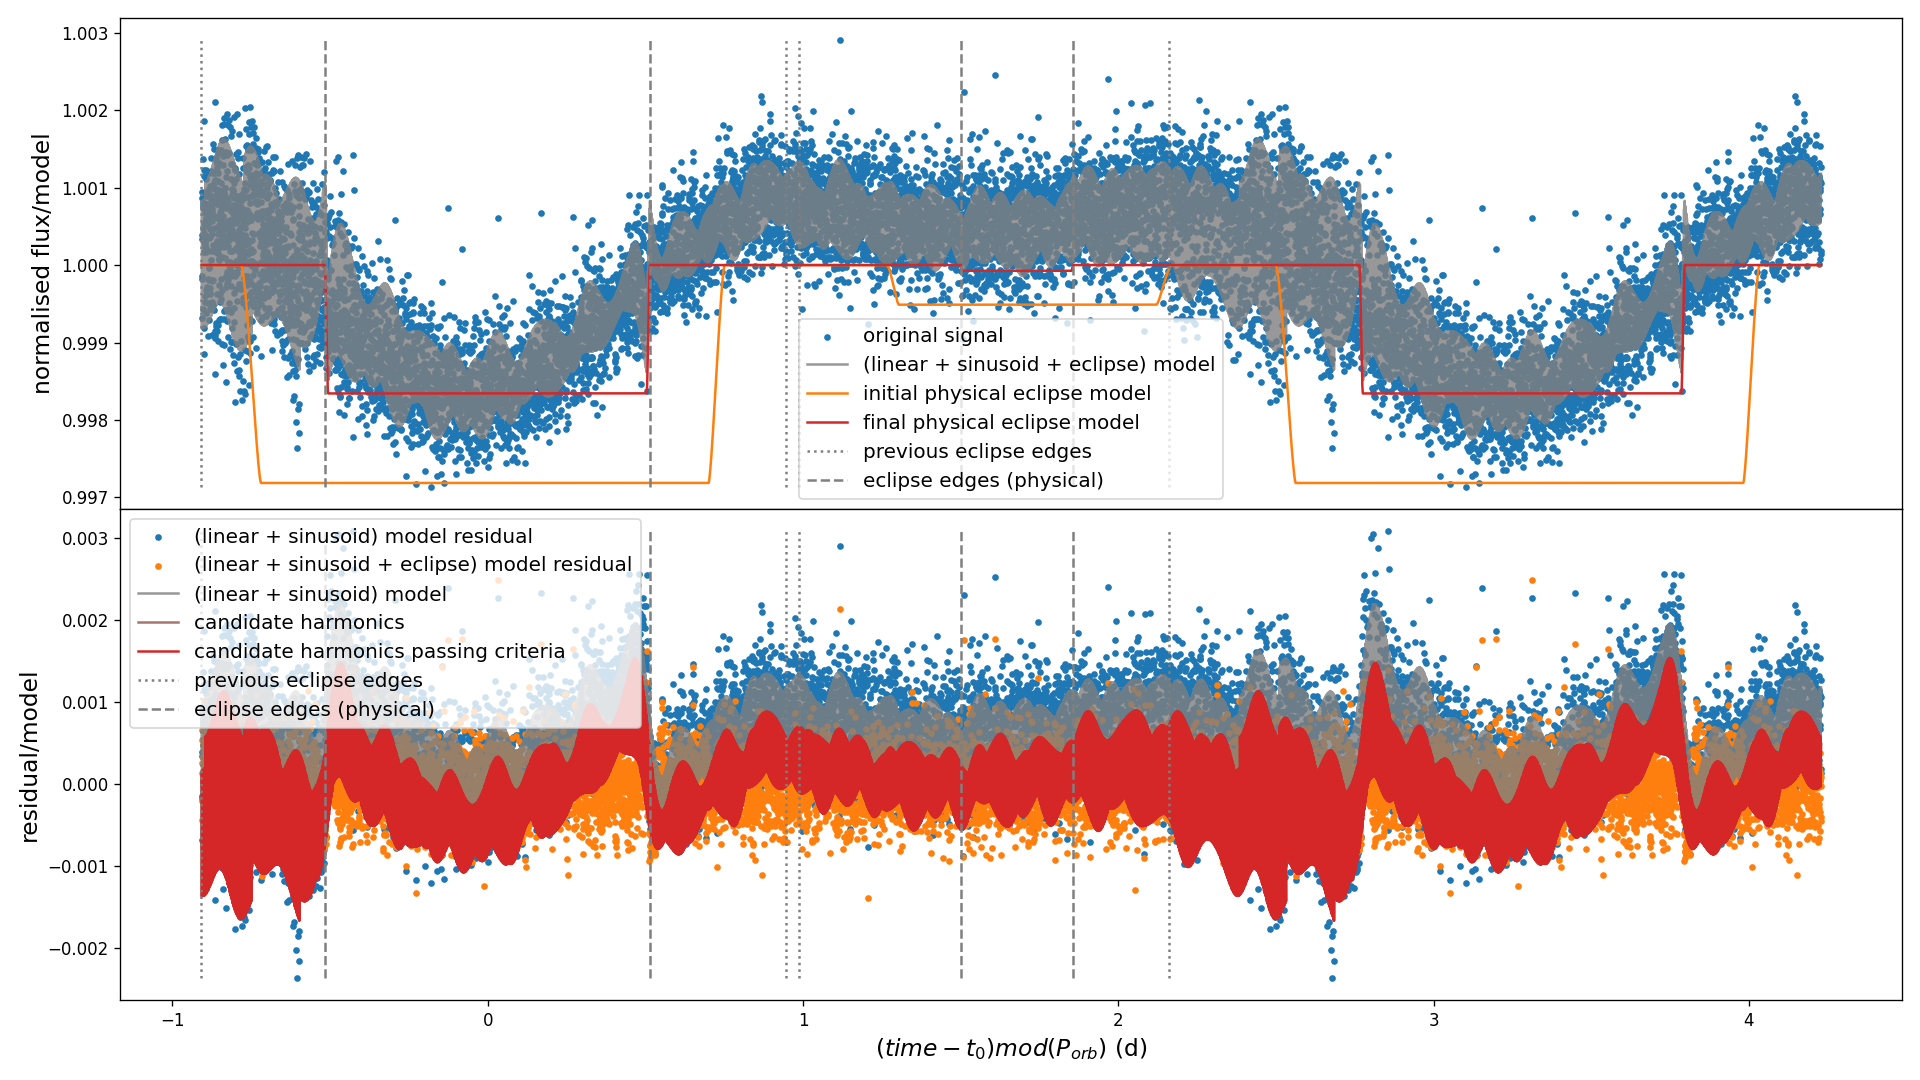 1.003
1.002
1.001
1.000
0.999
0.998
0.997
normalised flux/model
original signal
(linear + sinusoid + eclipse) model
initial physical eclipse model
final physical eclipse model
previous eclipse edges
eclipse edges (physical)
0.003
0.002
0.001
0.000
−0.001
−0.002
residual/model
(linear + sinusoid) model residual
(linear + sinusoid + eclipse) model residual
(linear + sinusoid) model
candidate harmonics
candidate harmonics passing criteria
previous eclipse edges
eclipse edges (physical)
−1 0 1 2 3 4
(time − t₀)mod(P_orb) (d)